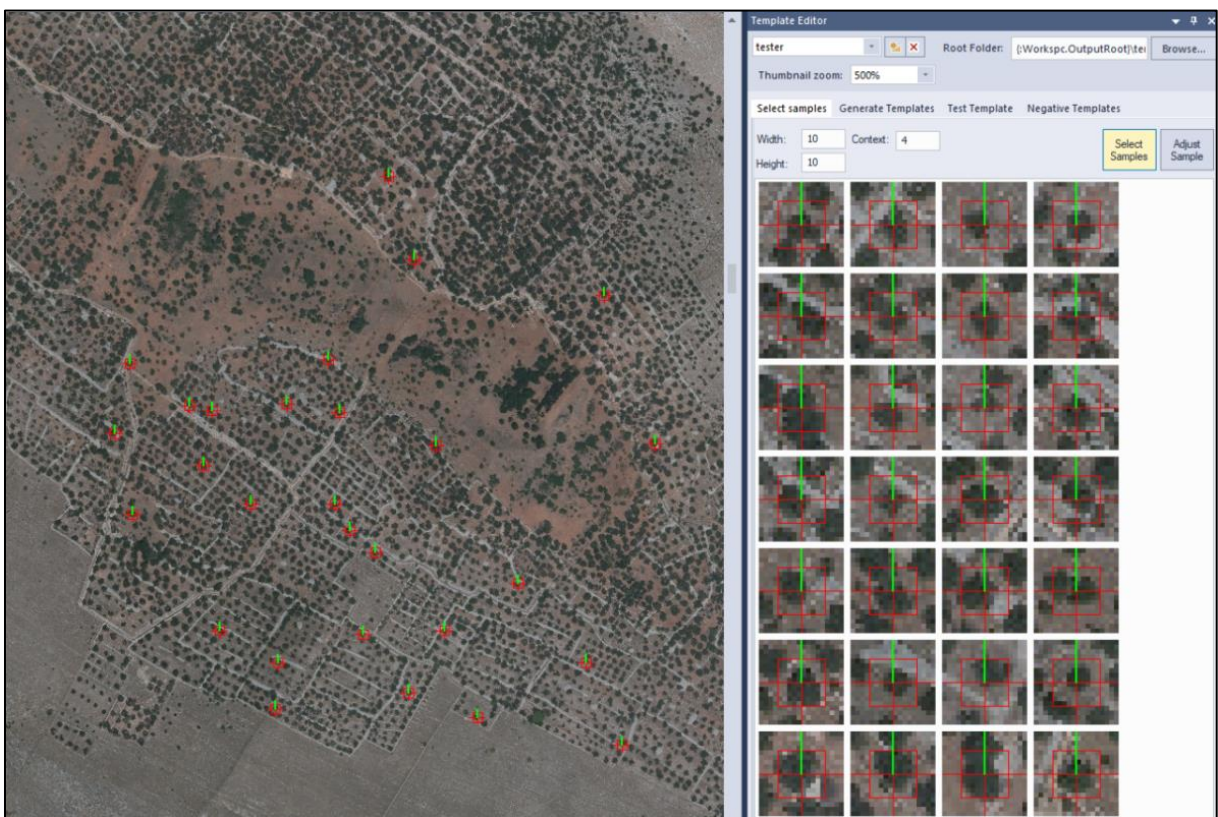 Template Editor
tester Root Folder: {:Workspc.OutputRoot}\tei Browse...
Thumbnail zoom: 500%
Select samples Generate Templates Test Template Negative Templates
Width: 10 Context: 4 Select Samples Adjust Sample
Height: 10